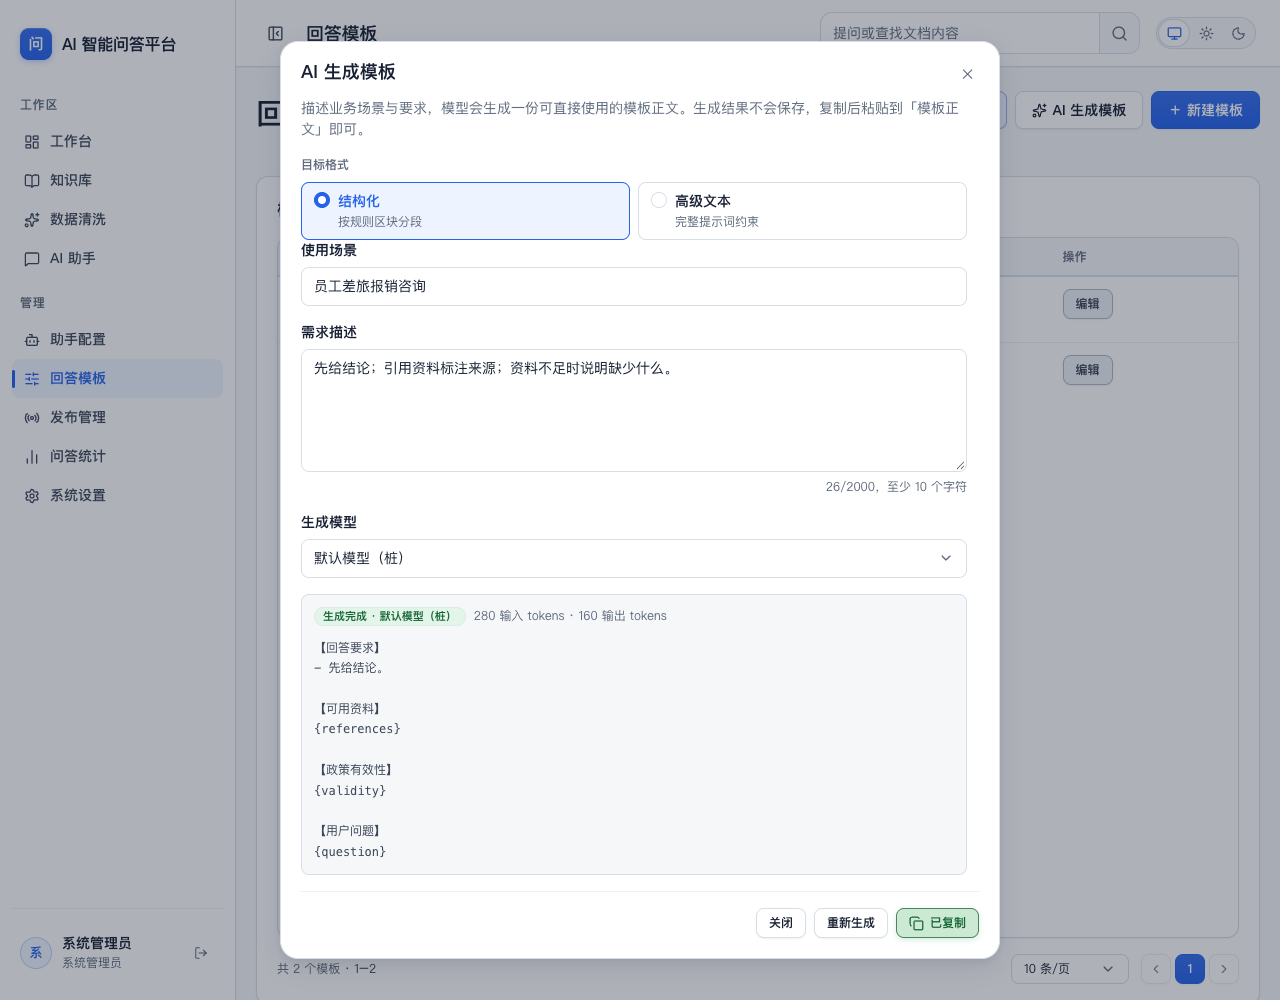 问
AI 智能问答平台
工作区
工作台
知识库
数据清洗
AI 助手
管理
助手配置
回答模板
发布管理
问答统计
系统设置
系
系统管理员
系统管理员
回答模板
提问或查找文档内容
AI 生成模板
+ 新建模板
操作
编辑
编辑
共 2 个模板 · 1—2
10 条/页
1
AI 生成模板
描述业务场景与要求，模型会生成一份可直接使用的模板正文。生成结果不会保存，复制后粘贴到「模板正
文」即可。
目标格式
结构化
按规则区块分段
高级文本
完整提示词约束
使用场景
员工差旅报销咨询
需求描述
先给结论；引用资料标注来源；资料不足时说明缺少什么。
26/2000，至少 10 个字符
生成模型
默认模型（桩）
生成完成 · 默认模型（桩）
280 输入 tokens · 160 输出 tokens
【回答要求】
- 先给结论。
【可用资料】
{references}
【政策有效性】
{validity}
【用户问题】
{question}
关闭
重新生成
已复制